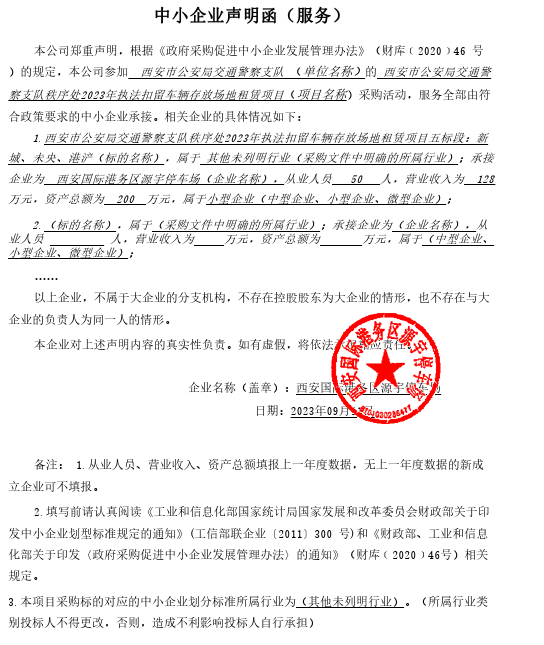 中小企业声明函（服务）
本公司郑重声明，根据《政府采购促进中小企业发展管理办法》（财库﹝2020﹞46 号
）的规定，本公司参加 西安市公安局交通警察支队 （单位名称）的 西安市公安局交通警
察支队秩序处2023年执法扣留车辆存放场地租赁项目（项目名称）采购活动，服务全部由符
合政策要求的中小企业承接。相关企业的具体情况如下：
1. 西安市公安局交通警察支队秩序处2023年执法扣留车辆存放场地租赁项目五标段：新
城、未央、港浐（标的名称），属于 其他未列明行业（采购文件中明确的所属行业）；承接
企业为 西安国际港务区源宇停车场（企业名称），从业人员 50 人，营业收入为 128
万元，资产总额为 200 万元，属于小型企业（中型企业、小型企业、微型企业）；
2. （标的名称），属于（采购文件中明确的所属行业）；承接企业为（企业名称），从
业人员 人，营业收入为 万元，资产总额为 万元，属于（中型企业、
小型企业、微型企业）；
……
以上企业，不属于大企业的分支机构，不存在控股股东为大企业的情形，也不存在与大
企业的负责人为同一人的情形。
本企业对上述声明内容的真实性负责。如有虚假，将依法承担相应责任。
企业名称（盖章）：西安国际港务区源宇停车场
日期：2023年09月 日
西安国际港务区源宇停车场
备注： 1. 从业人员、营业收入、资产总额填报上一年度数据，无上一年度数据的新成
立企业可不填报。
2. 填写前请认真阅读《工业和信息化部国家统计局国家发展和改革委员会财政部关于印
发中小企业划型标准规定的通知》(工信部联企业〔2011〕300 号)和《财政部、工业和信息
化部关于印发〈政府采购促进中小企业发展管理办法〉的通知》（财库﹝2020﹞46号）相关
规定。
3. 本项目采购标的对应的中小企业划分标准所属行业为（其他未列明行业）。（所属行业类
别投标人不得更改，否则，造成不利影响投标人自行承担）